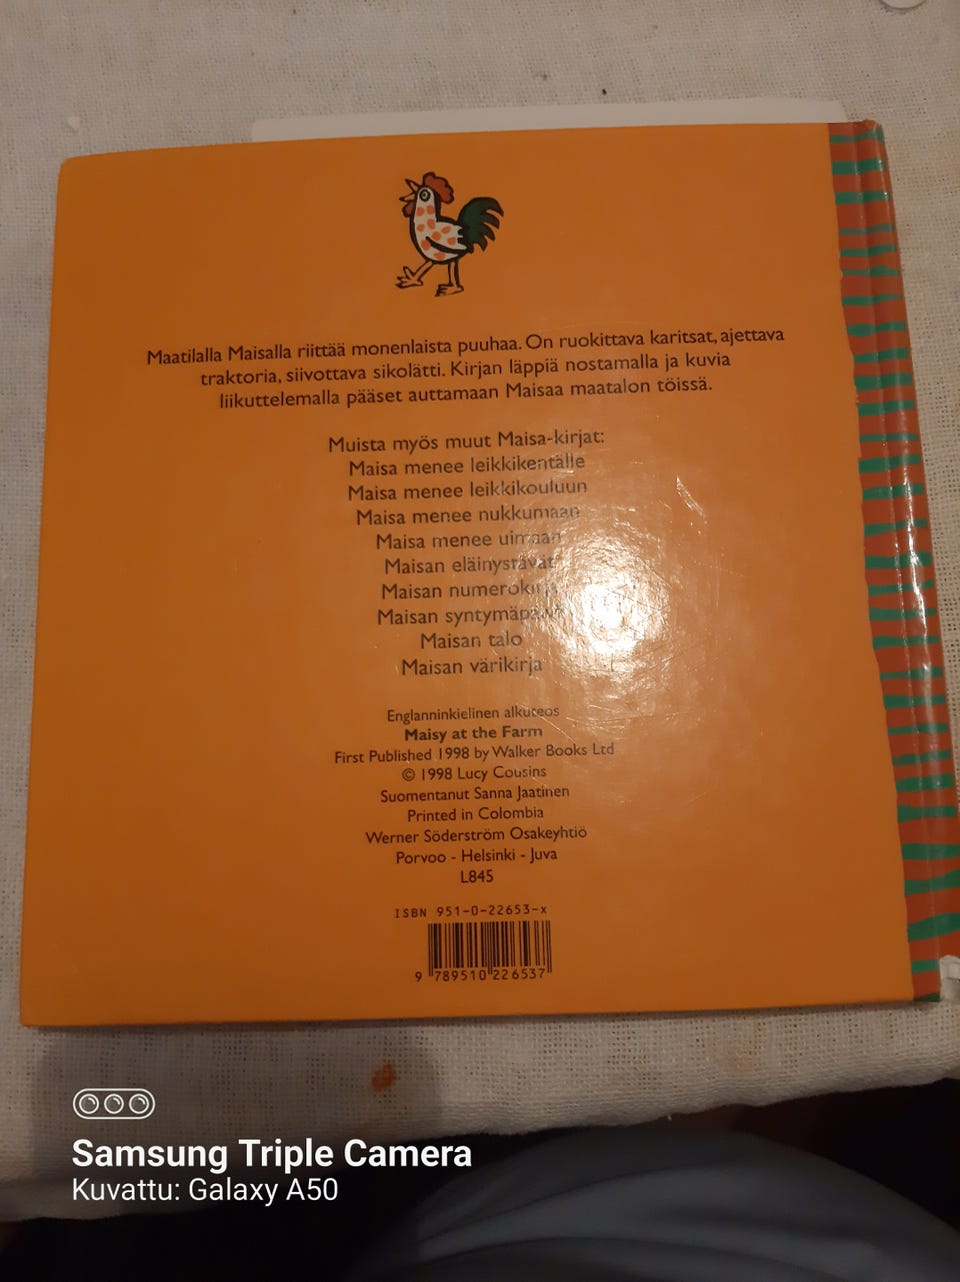 Maatilalla Maisalla riittää monenlaista puuhaa. On ruokittava karitsat, ajettava
traktoria, siivottava sikolätti. Kirjan läppiä nostamalla ja kuvia
liikuttelemalla pääset auttamaan Maisaa maatalon töissä.
Muista myös muut Maisa-kirjat:
Maisa menee leikkikentälle
Maisa menee leikkikouluun
Maisa menee nukkumaan
Maisa menee uimaan
Maisan eläinystävät
Maisan numerokirja
Maisan
Maisan talo
Maisan värikirja
Englanninkielinen alkuteos
Maisy at the Farm
First Published 1998 by Walker Books Ltd
© 1998 Lucy Cousins
Suomentanut Sanna Jaatinen
Printed in Colombia
Werner Söderström Osakeyhtiö
Porvoo - Helsinki - Juva
L845
ISBN 951-0-22653-x
9 789510 226537
Samsung Triple Camera
Kuvattu: Galaxy A50